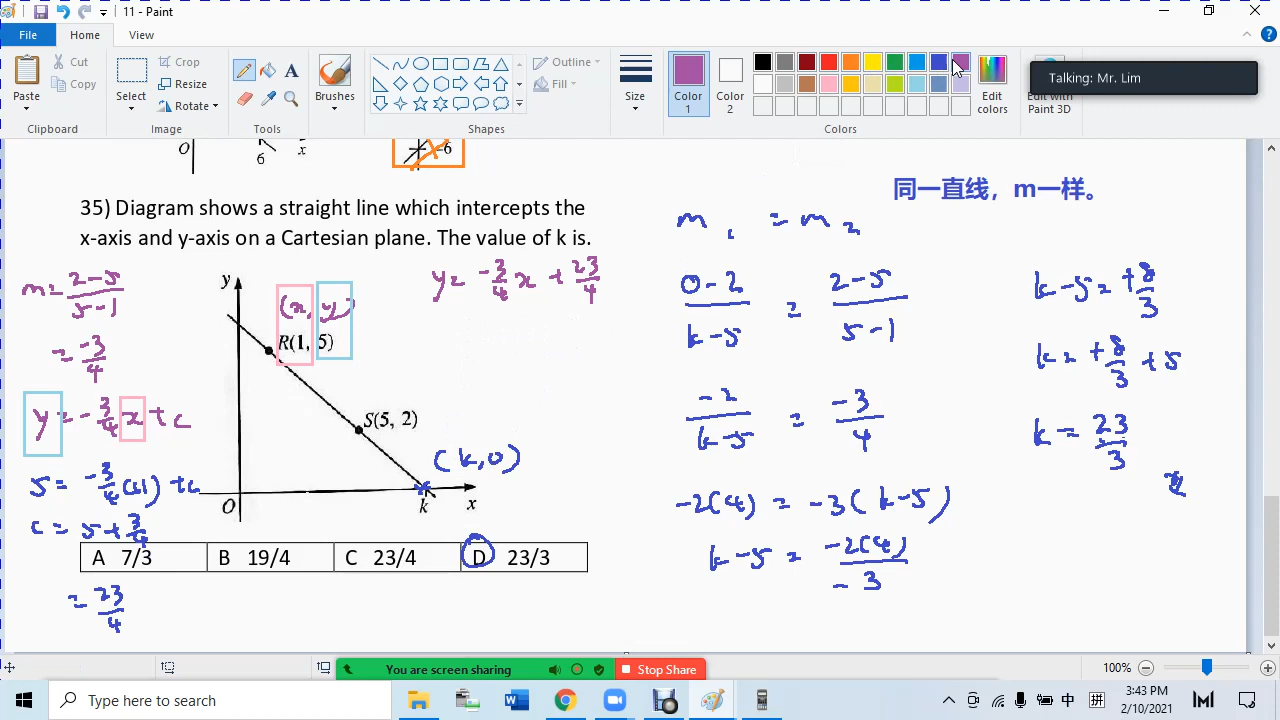 11 - Paint
File
Home
View
Paste
Cut
Copy
Clipboard
Select
Crop
Resize
Rotate
Image
Tools
Brushes
Shapes
Outline
Fill
Size
Color 1
Color 2
Colors
Edit colors
Edit with Paint 3D
Talking: Mr. Lim
O
6
x
-6
35) Diagram shows a straight line which intercepts the
x-axis and y-axis on a Cartesian plane. The value of k is.
m= 2-5/5-1
= -3/4
y = -3/4 x + c
5 = -3/4 (1) + c
c = 5 + 3/4
= 23/4
y
(x, y)
R(1, 5)
S(5, 2)
(k, 0)
O
k
x
y= -3/4 x + 23/4
A 7/3
B 19/4
C 23/4
D 23/3
同一直线，m一样。
m1 = m2
0-2/k-5 = 2-5/5-1
-2/k-5 = -3/4
-2(4) = -3(k-5)
k-5 = -2(4)/-3
k-5= +8/3
k= +8/3 + 5
k = 23/3
You are screen sharing
Stop Share
100%
Type here to search
中
拼
3:43 PM
2/10/2021